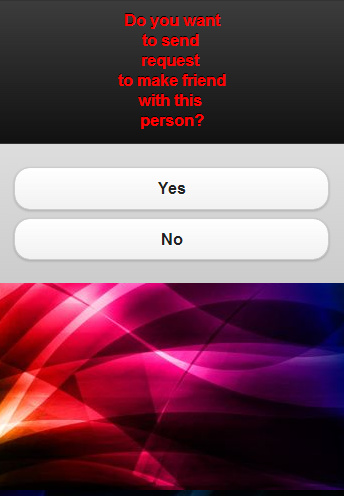 Do you want
to send
request
to make friend
with this
person?
Yes
No